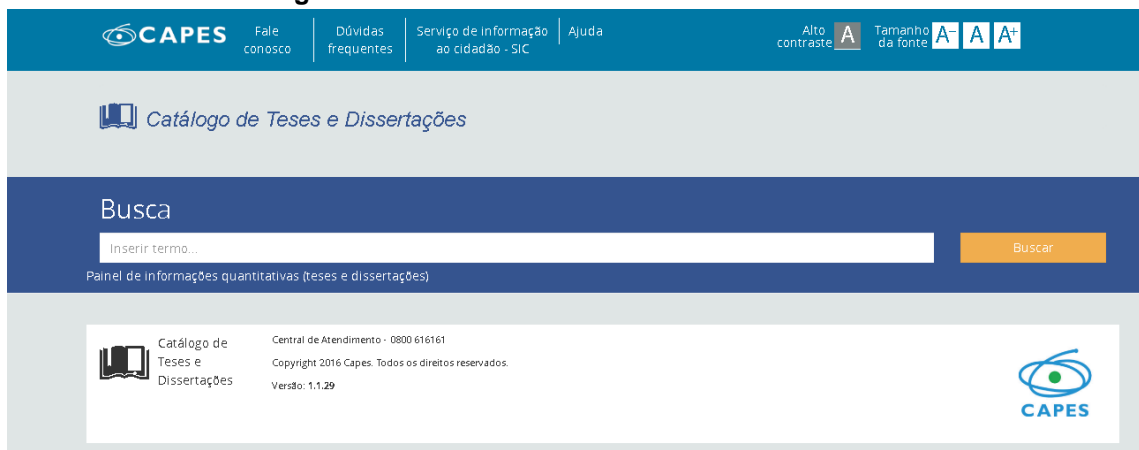 CAPES
Fale
conosco
Dúvidas
frequentes
Serviço de informação
ao cidadão - SIC
Ajuda
Alto
contraste
A
Tamanho
da fonte
A- A A+
Catálogo de Teses e Dissertações
Busca
Inserir termo...
Buscar
Painel de informações quantitativas (teses e dissertações)
Catálogo de
Teses e
Dissertações
Central de Atendimento - 0800 616161
Copyright 2016 Capes. Todos os direitos reservados.
Versão: 1.1.29
CAPES